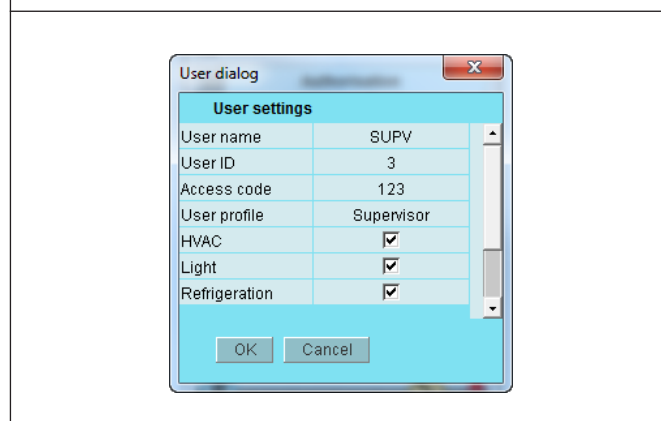 User dialog
User settings
User name SUPV
User ID 3
Access code 123
User profile Supervisor
HVAC
Light
Refrigeration
OK Cancel